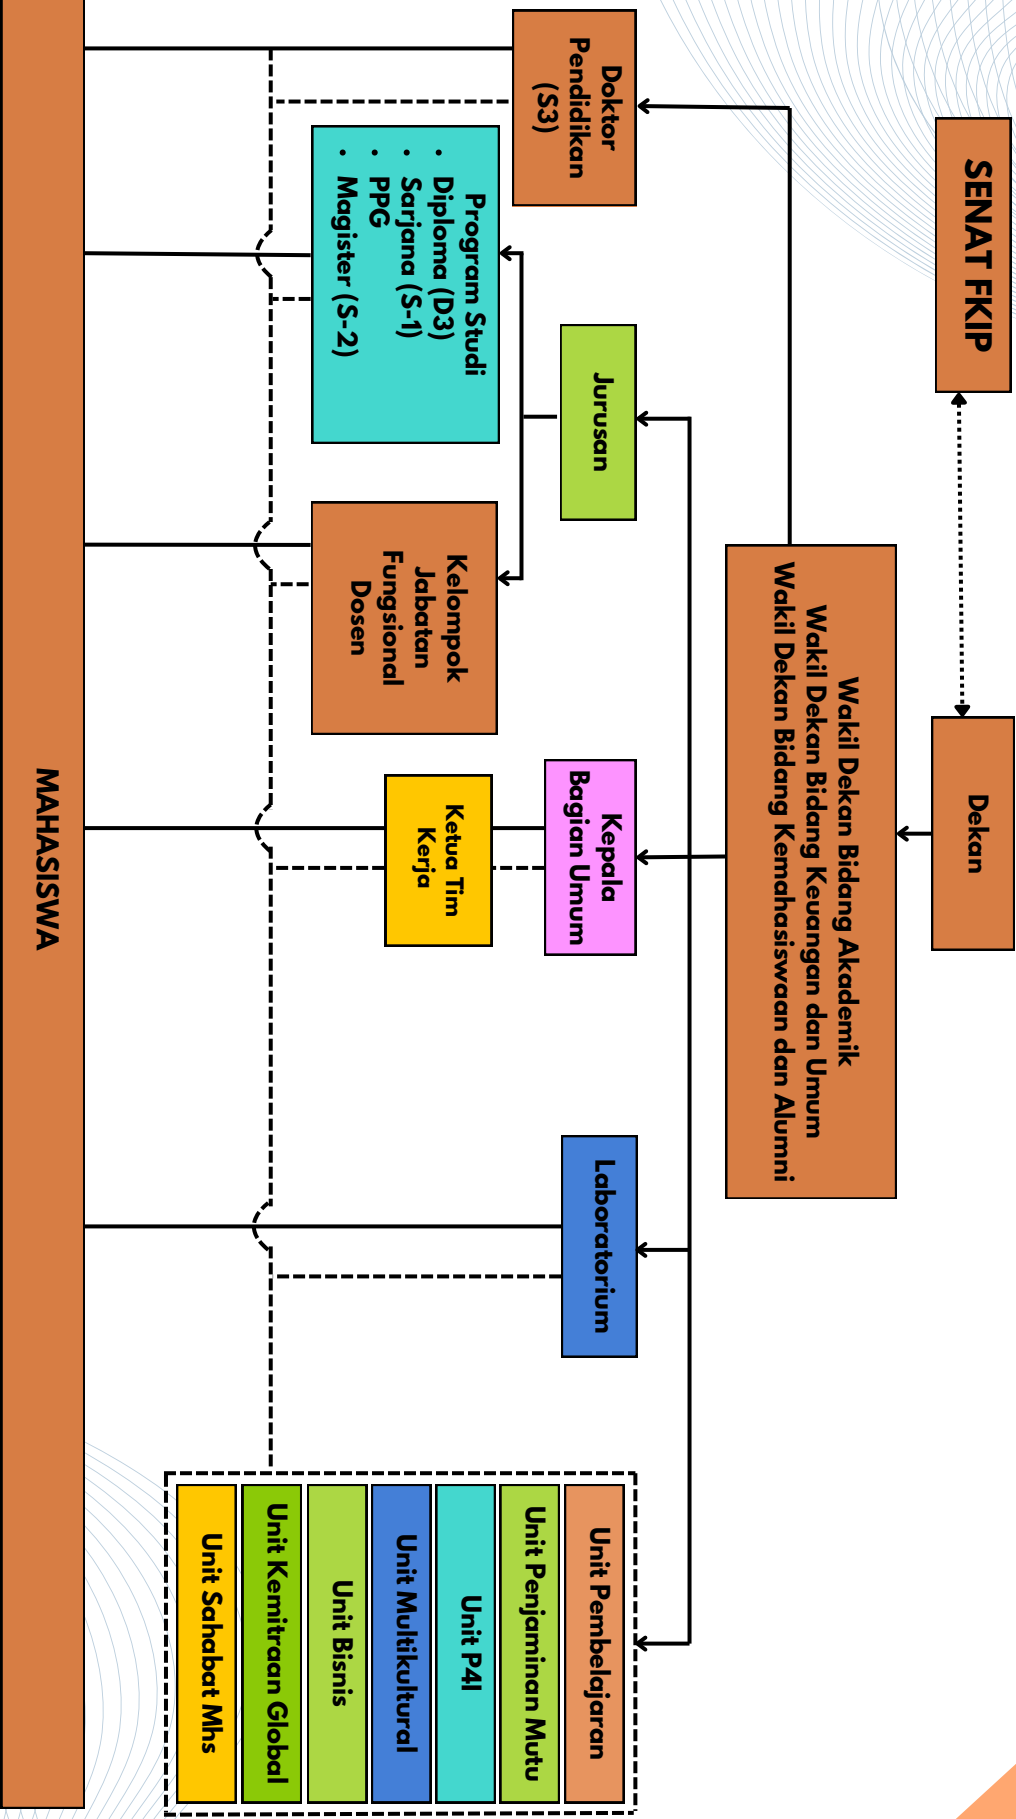 SENAT FKIP
Dekan
Wakil Dekan Bidang Akademik
Wakil Dekan Bidang Keuangan dan Umum
Wakil Dekan Bidang Kemahasiswaan dan Alumni
Doktor
Pendidikan
(S3)
Jurusan
Kepala
Bagian Umum
Laboratorium
Program Studi
• Diploma (D3)
• Sarjana (S-1)
• PPG
• Magister (S-2)
Kelompok
Jabatan
Fungsional
Dosen
Ketua Tim
Kerja
Unit Pembelajaran
Unit Penjaminan Mutu
Unit P4I
Unit Multikultural
Unit Bisnis
Unit Kemitraan Global
Unit Sahabat Mhs
MAHASISWA